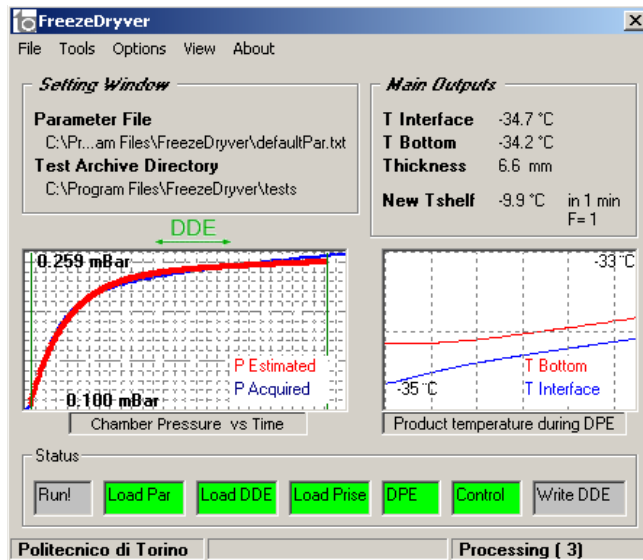 FreezeDryver
File Tools Options View About
Setting Window
Parameter File
C:\Pr...am Files\FreezeDryver\defaultPar.txt
Test Archive Directory
C:\Program Files\FreezeDryver\tests
Main Outputs
T Interface -34.7 °C
T Bottom -34.2 °C
Thickness 6.6 mm
New Tshelf -9.9 °C in 1 min
F= 1
DDE
0.259 mBar
P Estimated
P Acquired
0.100 mBar
Chamber Pressure vs Time
-33 °C
T Bottom
-35 °C
T Interface
Product temperature during DPE
Status
Run! Load Par Load DDE Load Prise DPE Control Write DDE
Politecnico di Torino Processing ( 3)